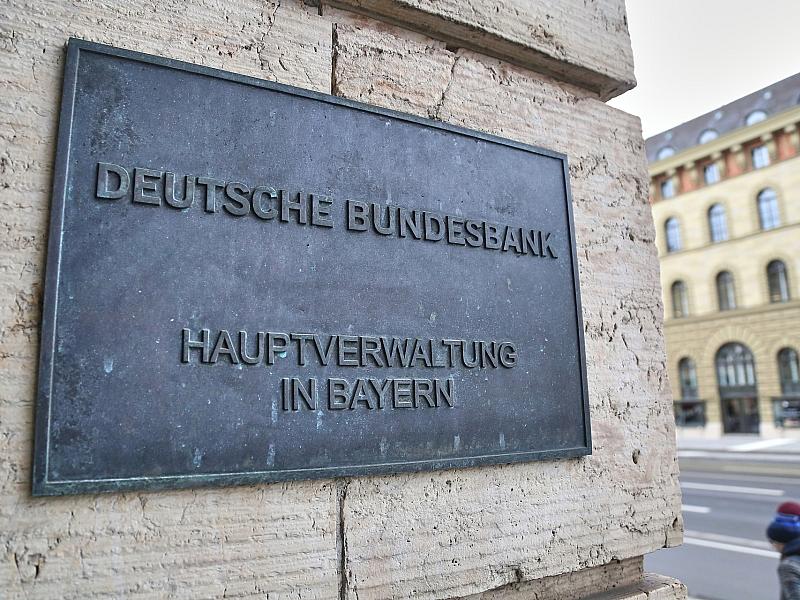 DEUTSCHE BUNDESBANK
HAUPTVERWALTUNG
IN BAYERN